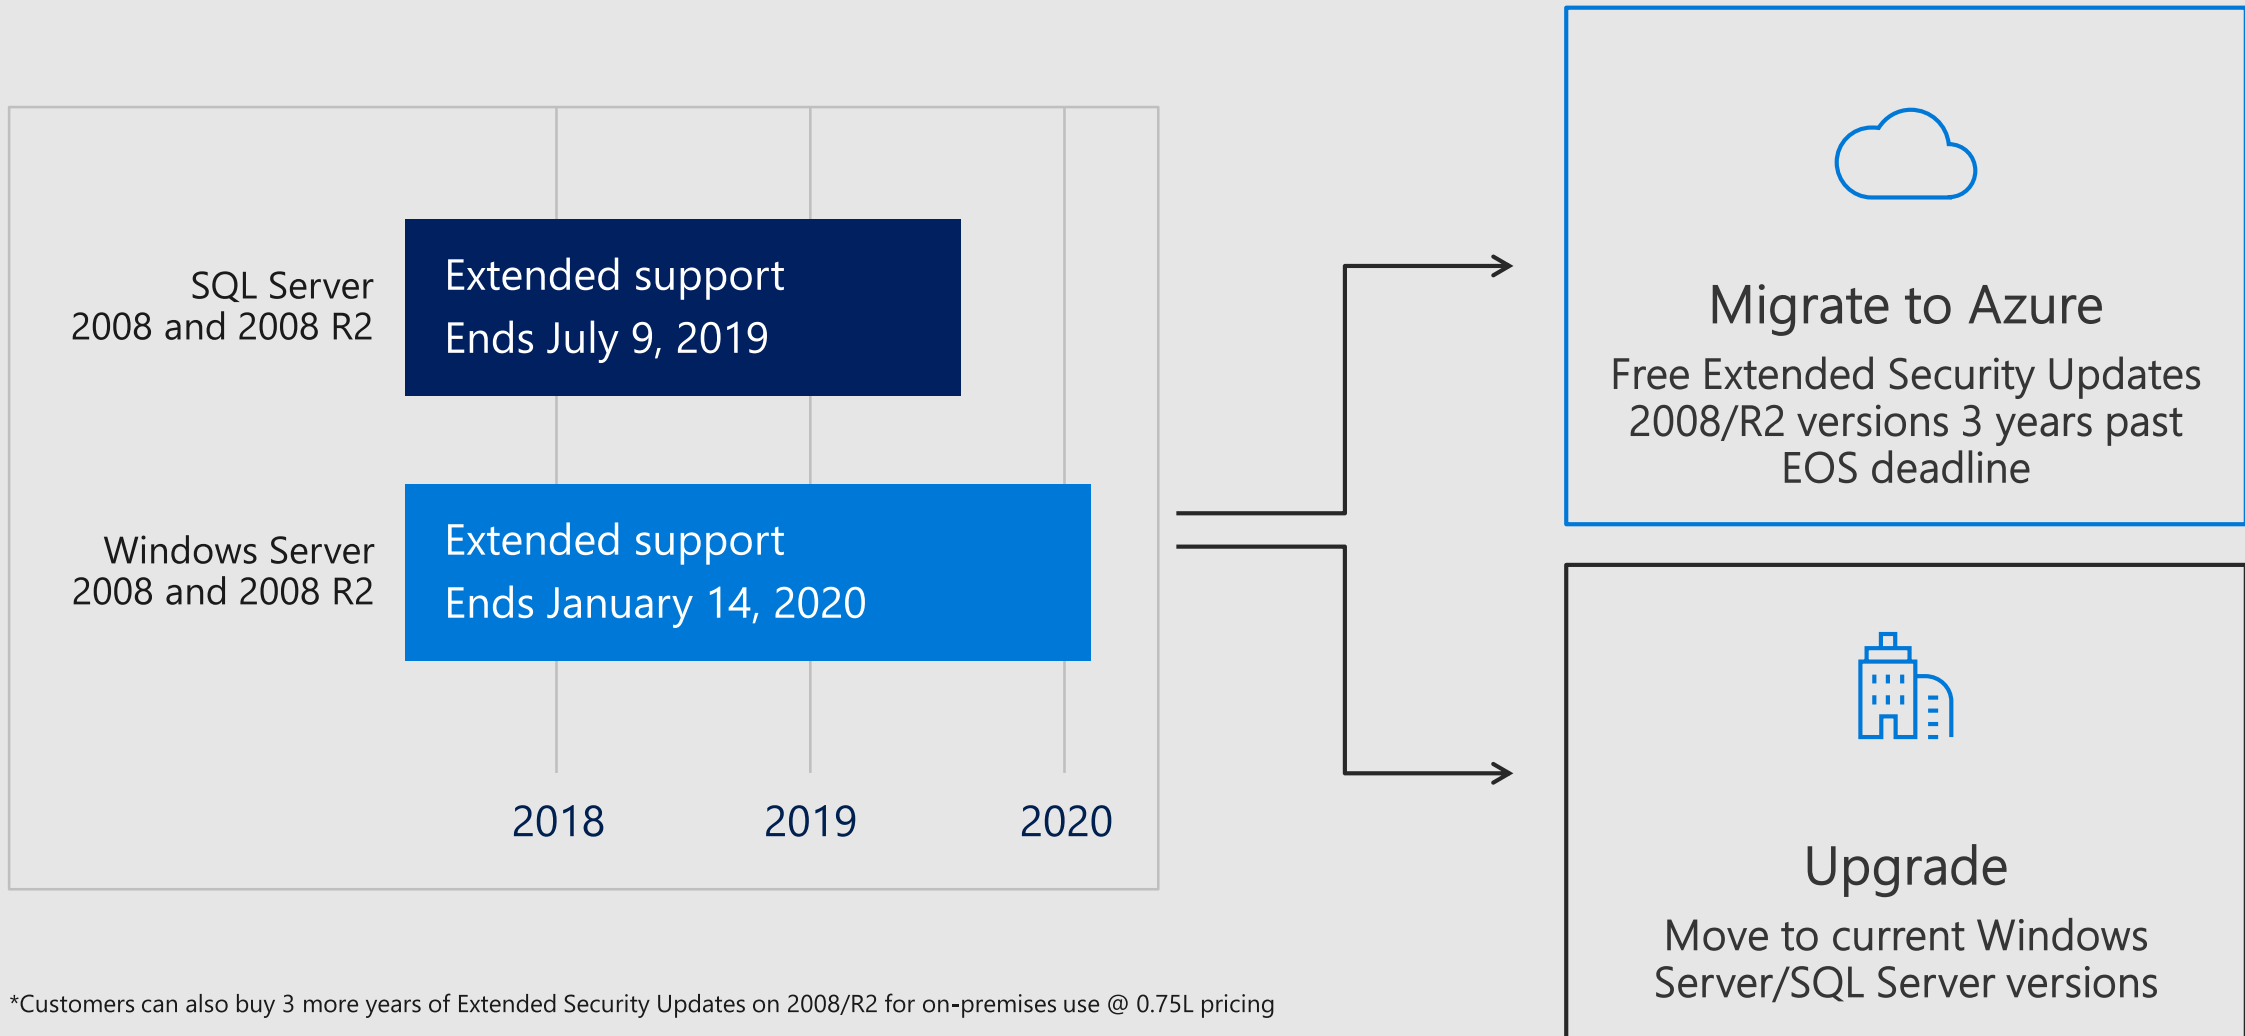 SQL Server
2008 and 2008 R2
Extended support
Ends July 9, 2019
Windows Server
2008 and 2008 R2
Extended support
Ends January 14, 2020
2018
2019
2020
*Customers can also buy 3 more years of Extended Security Updates on 2008/R2 for on-premises use @ 0.75L pricing
Migrate to Azure
Free Extended Security Updates
2008/R2 versions 3 years past
EOS deadline
Upgrade
Move to current Windows
Server/SQL Server versions